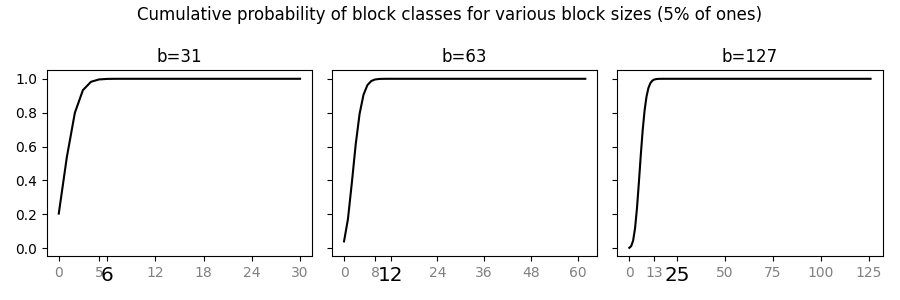 Cumulative probability of block classes for various block sizes (5% of ones)
b=31 b=63 b=127
1.0
0.8
0.6
0.4
0.2
0.0
0 5 6 12 18 24 30 0 8 12 24 36 48 60 0 13 25 50 75 100 125